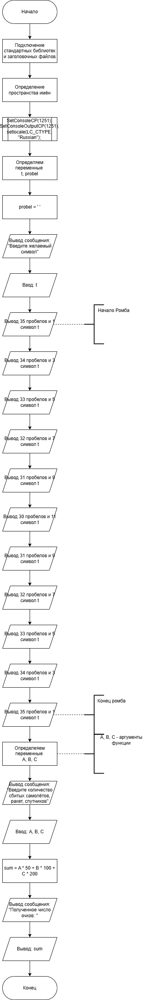 Начало
Подключение
стандартных библиотек
и заголовочных файлов
Определение
пространства имён
SetConsoleCP(1251);
SetConsoleOutputCP(1251);
setlocale(LC_CTYPE,
"Russian");
Определяем
переменные
t, probel
probel = ' '
Вывод сообщения:
"Введите желаемый
символ"
Ввод: t
Вывод 35 пробелов и 1
символ t
Начало Ромба
Вывод 34 пробелов и 3
символ t
Вывод 33 пробелов и 5
символ t
Вывод 32 пробелов и 7
символ t
Вывод 31 пробелов и 9
символ t
Вывод 30 пробелов и 11
символ t
Вывод 31 пробелов и 9
символ t
Вывод 32 пробелов и 7
символ t
Вывод 33 пробелов и 5
символ t
Вывод 34 пробелов и 3
символ t
Вывод 35 пробелов и 1
символ t
Конец ромба
Определеяем
переменные
A, B, C
A, B, C - аргументы
функции
Вывод сообщения:
"Введите количество
сбитых самолётов,
ракет, спутников"
Ввод: A, B, C
sum = A * 50 + B * 100 +
C * 200
Вывод сообщения:
"Полученное число
очков: "
Вывод: sum
Конец